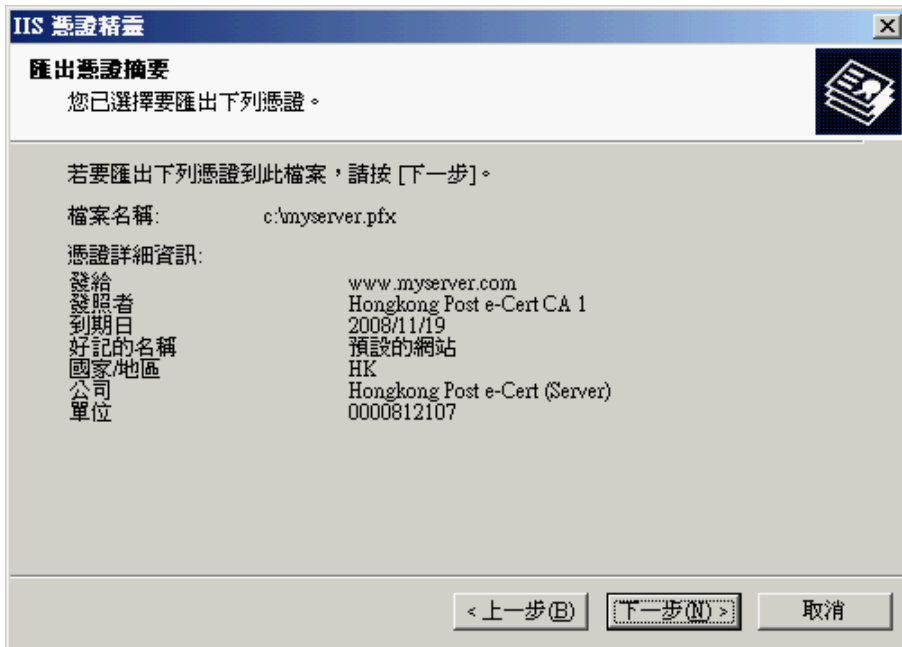 IIS 憑證精靈
匯出憑證摘要
您已選擇要匯出下列憑證。
若要匯出下列憑證到此檔案，請按 [下一步]。
檔案名稱: c:\myserver.pfx
憑證詳細資訊:
發給 www.myserver.com
發照者 Hongkong Post e-Cert CA 1
到期日 2008/11/19
好記的名稱 預設的網站
國家/地區 HK
公司 Hongkong Post e-Cert (Server)
單位 0000812107
< 上一步(B) 下一步(N) > 取消